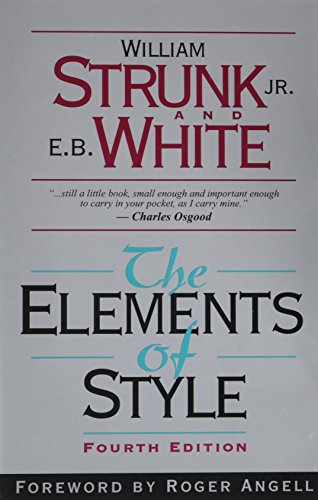 WILLIAM
STRUNK JR.
AND
E.B. WHITE
"...still a little book, small enough and important enough
to carry in your pocket, as I carry mine."
— Charles Osgood
The
ELEMENTS
of
STYLE
FOURTH EDITION
FOREWORD BY ROGER ANGELL